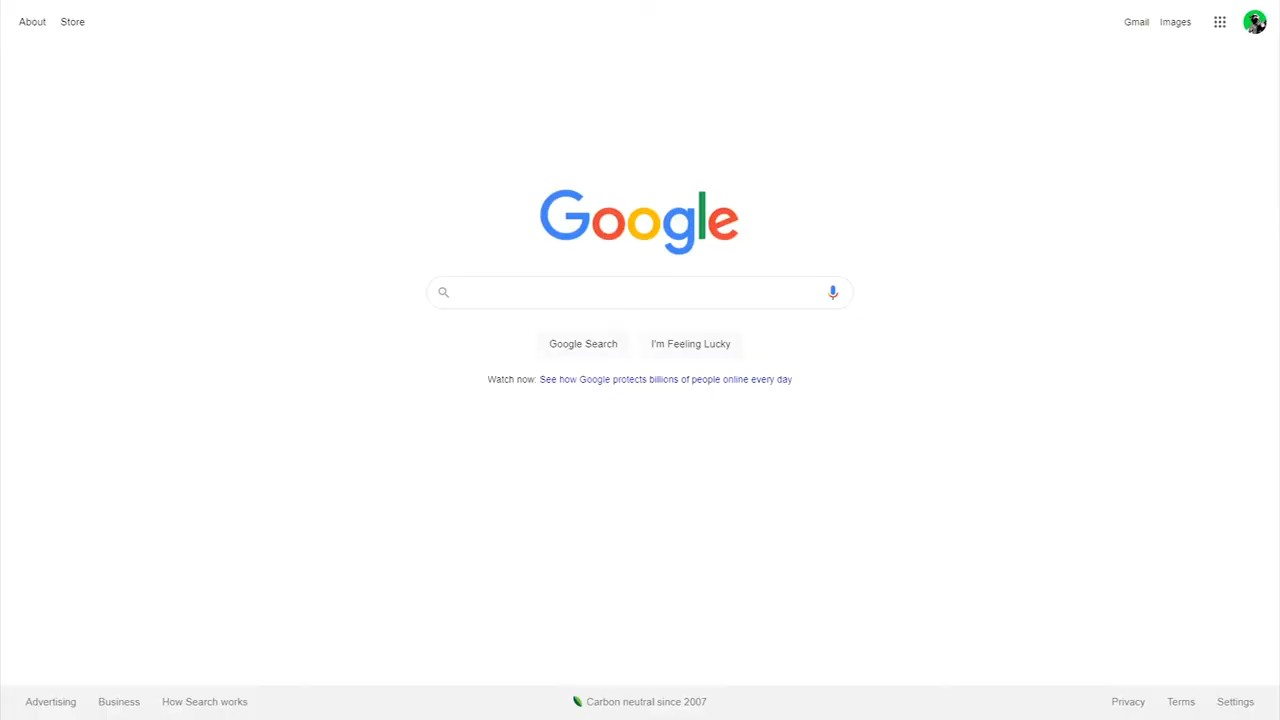 About Store
Gmail Images
Google
Google Search I'm Feeling Lucky
Watch now: See how Google protects billions of people online every day
Advertising Business How Search works Carbon neutral since 2007 Privacy Terms Settings